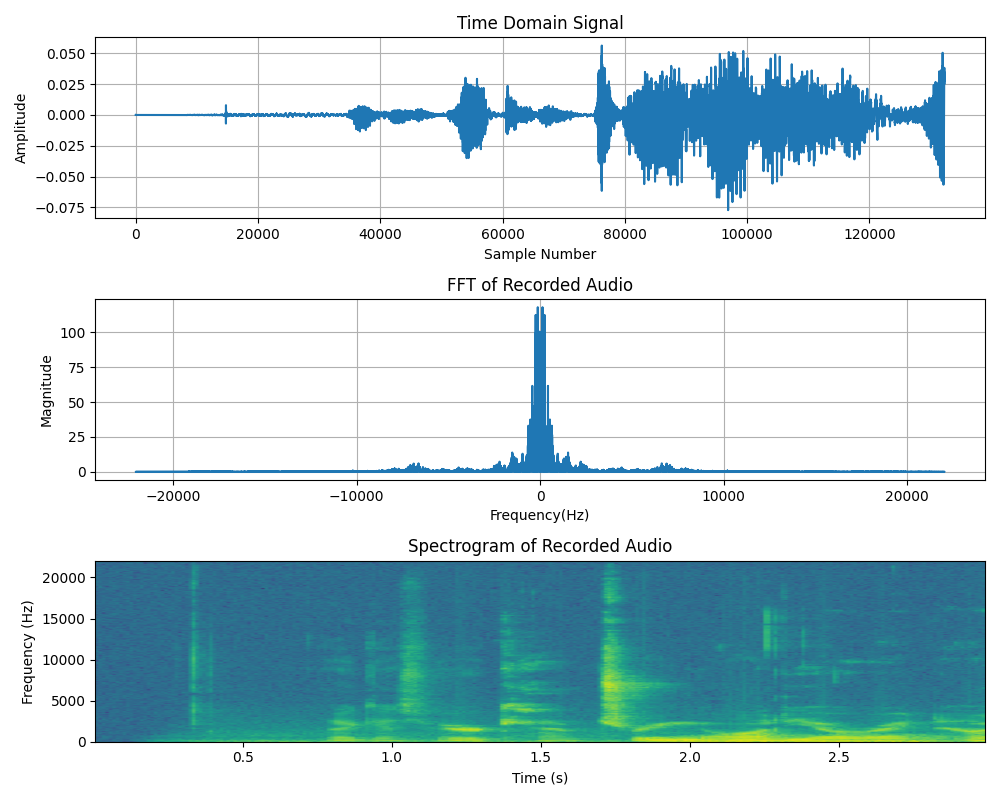 Time Domain Signal
0.050
0.025
0.000
−0.025
−0.050
−0.075
Amplitude
0 20000 40000 60000 80000 100000 120000
Sample Number
FFT of Recorded Audio
100
75
50
25
0
Magnitude
−20000 −10000 0 10000 20000
Frequency(Hz)
Spectrogram of Recorded Audio
20000
15000
10000
5000
0
Frequency (Hz)
0.5 1.0 1.5 2.0 2.5
Time (s)